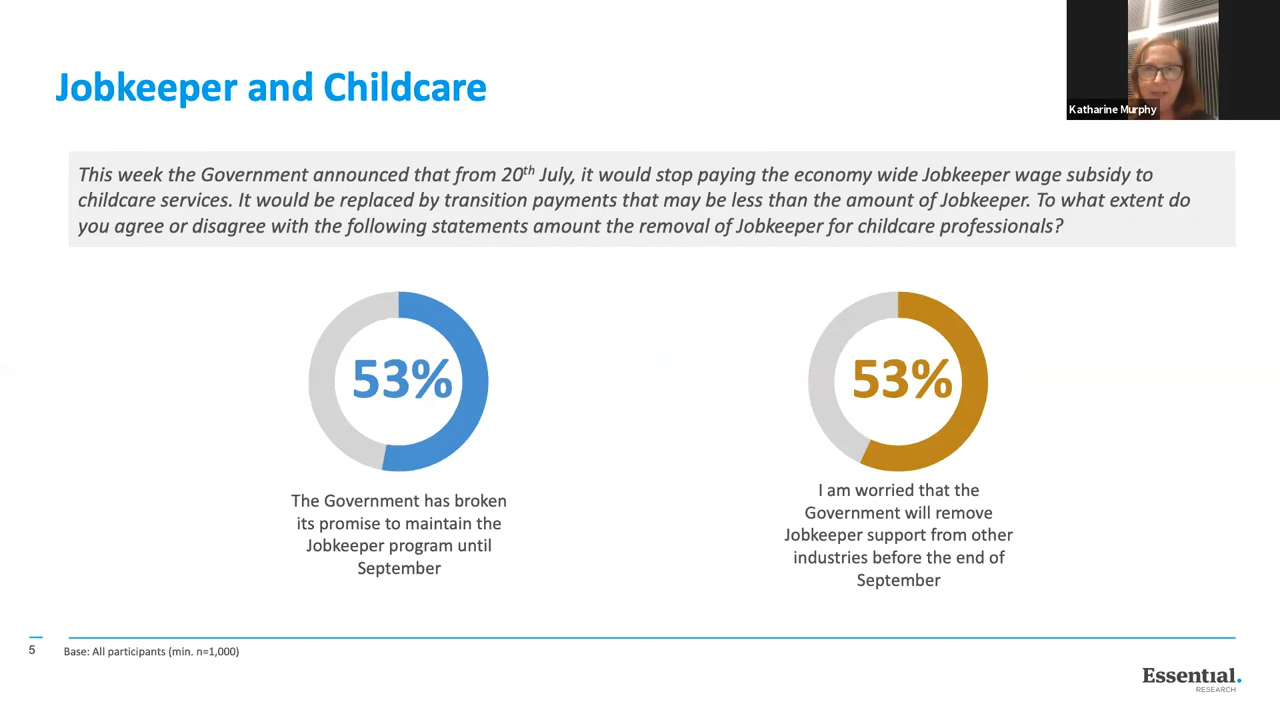 Katharine Murphy
Jobkeeper and Childcare
This week the Government announced that from 20th July, it would stop paying the economy wide Jobkeeper wage subsidy to
childcare services. It would be replaced by transition payments that may be less than the amount of Jobkeeper. To what extent do
you agree or disagree with the following statements amount the removal of Jobkeeper for childcare professionals?
53%
The Government has broken
its promise to maintain the
Jobkeeper program until
September
53%
I am worried that the
Government will remove
Jobkeeper support from other
industries before the end of
September
5
Base: All participants (min. n=1,000)
Essential.
RESEARCH